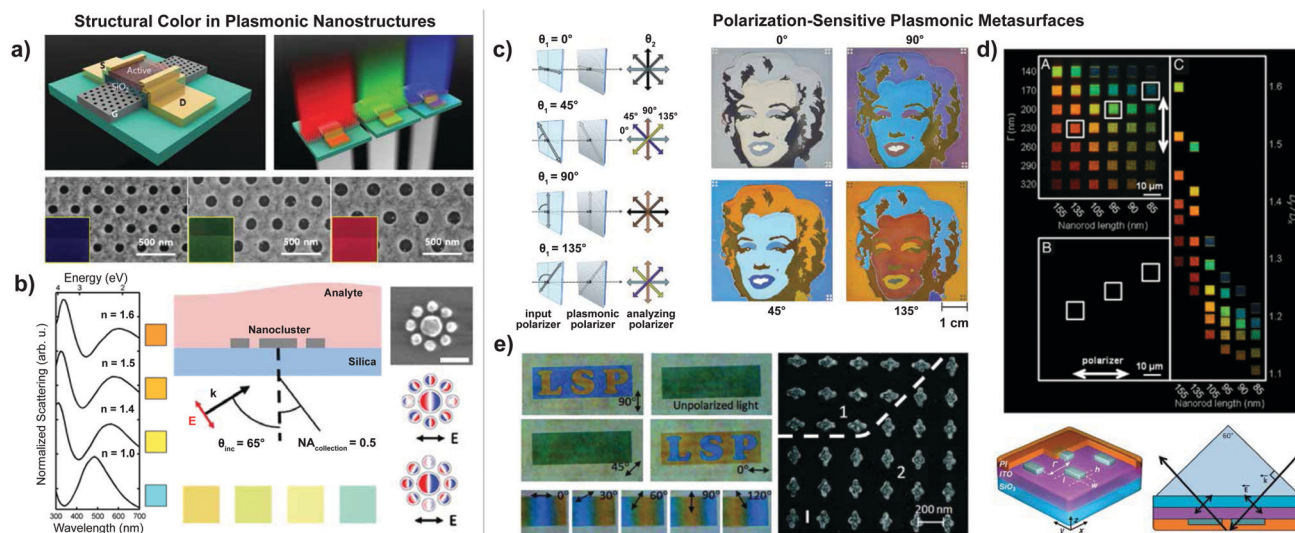 Structural Color in Plasmonic Nanostructures
Polarization-Sensitive Plasmonic Metasurfaces
a)
S
Active
SiO₂
D
G
500 nm
500 nm
500 nm
b)
Energy (eV)
4 3 2
n = 1.6
n = 1.5
n = 1.4
n = 1.0
Normalized Scattering (arb. u.)
300 400 500 600 700
Wavelength (nm)
Analyte
Nanocluster
Silica
k
E
θinc = 65°
NAcollection = 0.5
E
E
c)
θ1 = 0°
θ2
θ1 = 45°
0° 45° 90° 135°
θ1 = 90°
θ1 = 135°
input polarizer
plasmonic polarizer
analyzing polarizer
0°
90°
45°
135°
1 cm
d)
A
140
170
200
230
260
290
320
Γ(nm)
10 µm
155 135 105 95 90 85
Nanorod length (nm)
B
polarizer
10 µm
C
1.6
1.5
1.4
1.3
1.2
1.1
155 135 105 95 90 85
Nanorod length (nm)
PI
ITO
SiO₂
Γ
l
h
w
z
y
x
60°
k
E
e)
LSP
90°
Unpolarized light
45°
LSP
0°
0°
30°
60°
90°
120°
1
2
200 nm